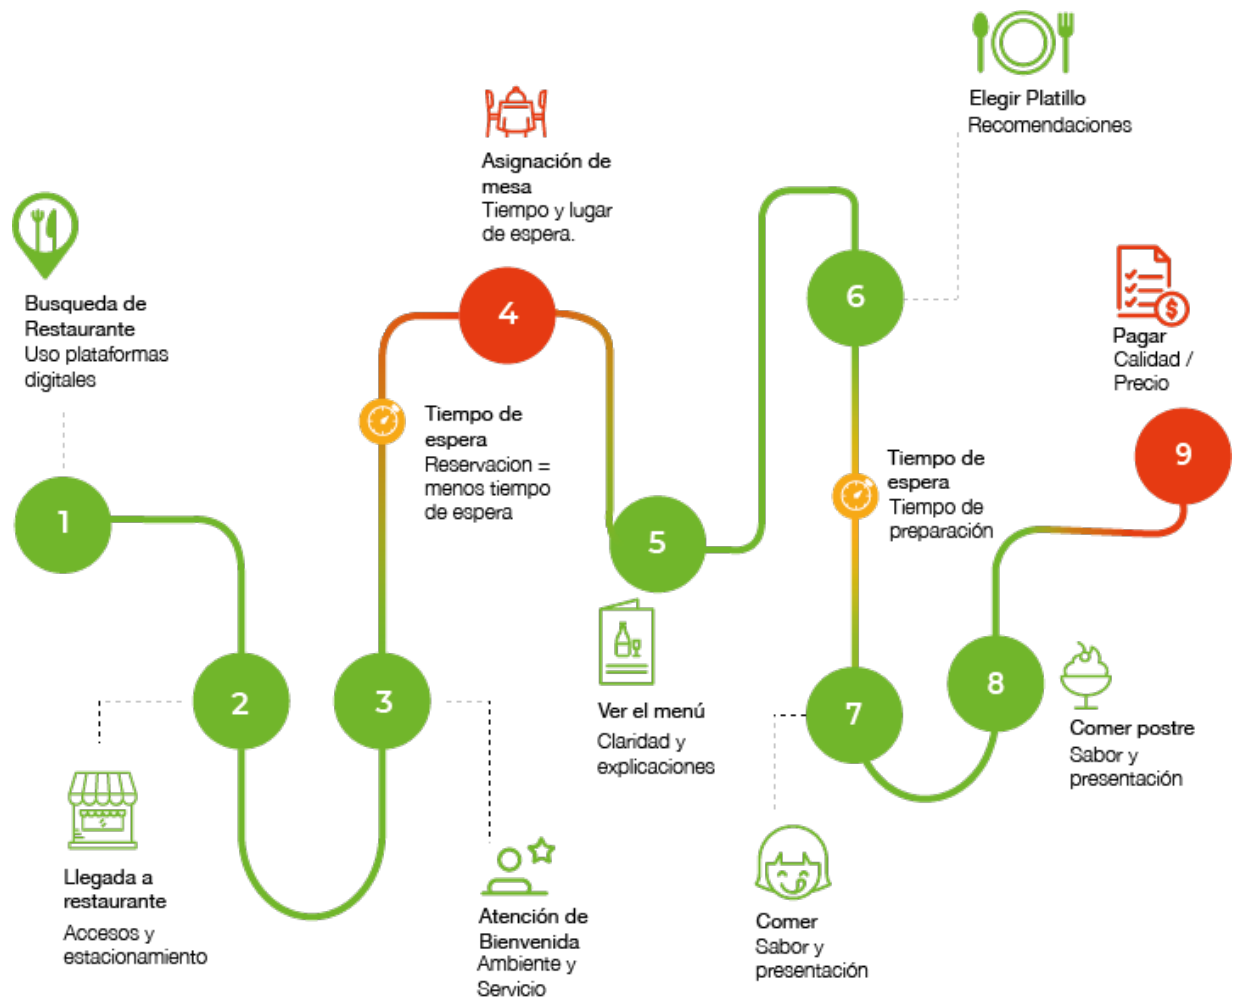 1
Busqueda de
Restaurante
Uso plataformas
digitales
2
Llegada a
restaurante
Accesos y
estacionamiento
3
Atención de
Bienvenida
Ambiente y
Servicio
Tiempo de
espera
Reservacion =
menos tiempo
de espera
4
Asignación de
mesa
Tiempo y lugar
de espera.
5
Ver el menú
Claridad y
explicaciones
6
Elegir Platillo
Recomendaciones
Tiempo de
espera
Tiempo de
preparación
7
Comer
Sabor y
presentación
8
Comer postre
Sabor y
presentación
9
$
Pagar
Calidad /
Precio